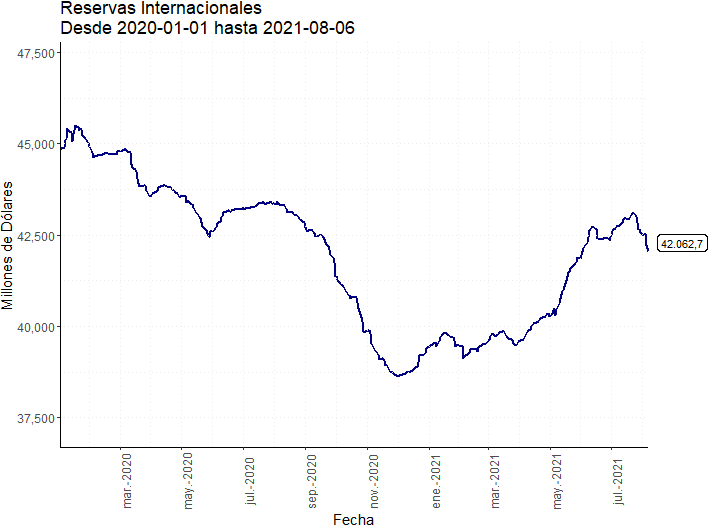 Reservas Internacionales
Desde 2020-01-01 hasta 2021-08-06
Millones de Dólares
47,500
45,000
42,500
40,000
37,500
42.062,7
mar.-2020
may.-2020
jul.-2020
sep.-2020
nov.-2020
ene.-2021
mar.-2021
may.-2021
jul.-2021
Fecha